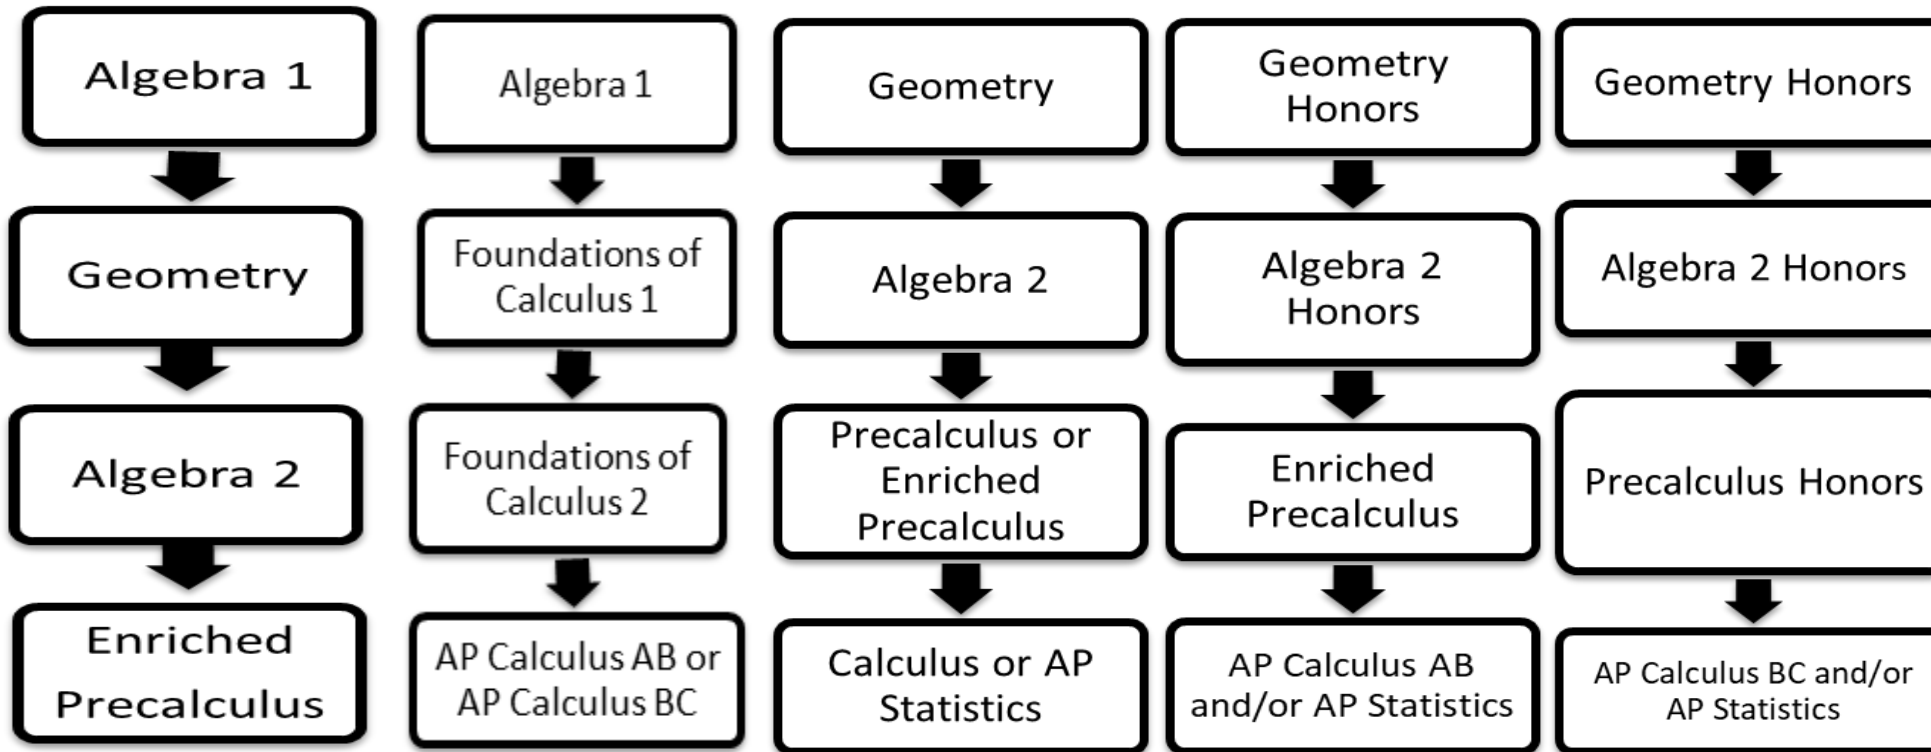 Algebra 1
Geometry
Algebra 2
Enriched
Precalculus
Algebra 1
Foundations of
Calculus 1
Foundations of
Calculus 2
AP Calculus AB or
AP Calculus BC
Geometry
Algebra 2
Precalculus or
Enriched
Precalculus
Calculus or AP
Statistics
Geometry
Honors
Algebra 2
Honors
Enriched
Precalculus
AP Calculus AB
and/or AP Statistics
Geometry Honors
Algebra 2 Honors
Precalculus Honors
AP Calculus BC and/or
AP Statistics